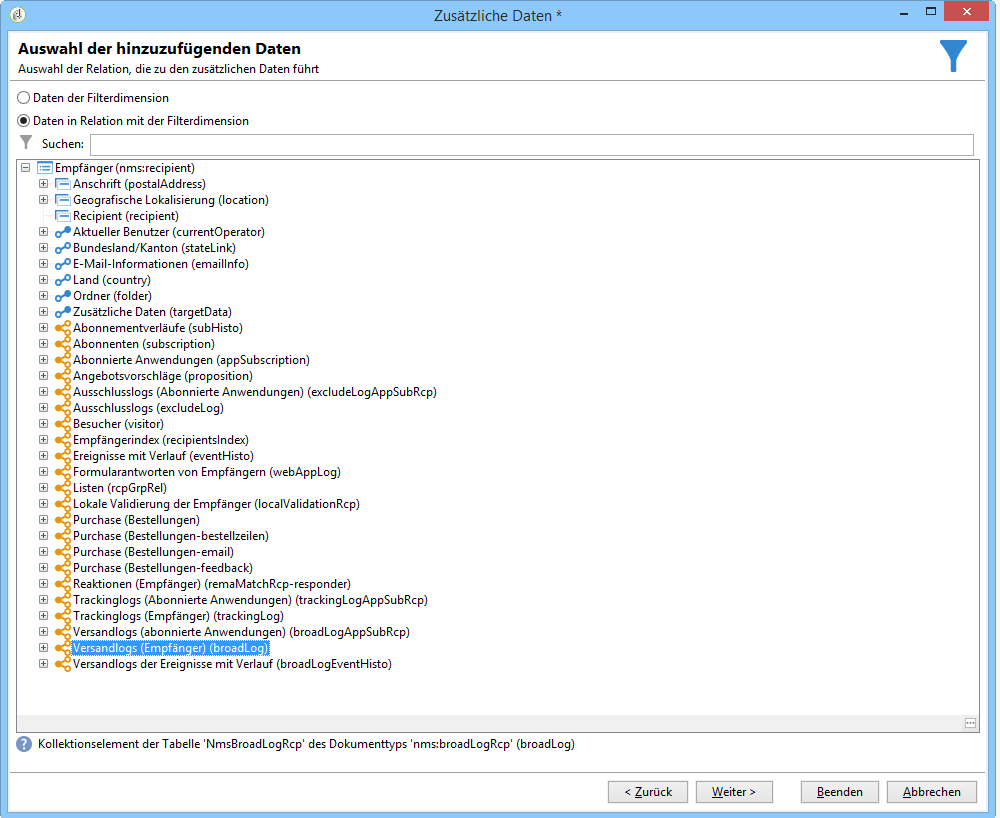 Zusätzliche Daten *
Auswahl der hinzuzufügenden Daten
Auswahl der Relation, die zu den zusätzlichen Daten führt
Daten der Filterdimension
Daten in Relation mit der Filterdimension
Suchen:
Empfänger (nms:recipient)
Anschrift (postalAddress)
Geografische Lokalisierung (location)
Recipient (recipient)
Aktueller Benutzer (currentOperator)
Bundesland/Kanton (stateLink)
E-Mail-Informationen (emailInfo)
Land (country)
Ordner (folder)
Zusätzliche Daten (targetData)
Abonnementverläufe (subHisto)
Abonnenten (subscription)
Abonnierte Anwendungen (appSubscription)
Angebotsvorschläge (proposition)
Ausschlusslogs (Abonnierte Anwendungen) (excludeLogAppSubRcp)
Ausschlusslogs (excludeLog)
Besucher (visitor)
Empfängerindex (recipientsIndex)
Ereignisse mit Verlauf (eventHisto)
Formularantworten von Empfängern (webAppLog)
Listen (rcpGrpRel)
Lokale Validierung der Empfänger (localValidationRcp)
Purchase (Bestellungen)
Purchase (Bestellungen-bestellzeilen)
Purchase (Bestellungen-email)
Purchase (Bestellungen-feedback)
Reaktionen (Empfänger) (remaMatchRcp-responder)
Trackinglogs (Abonnierte Anwendungen) (trackingLogAppSubRcp)
Trackinglogs (Empfänger) (trackingLog)
Versandlogs (abonnierte Anwendungen) (broadLogAppSubRcp)
Versandlogs (Empfänger) (broadLog)
Versandlogs der Ereignisse mit Verlauf (broadLogEventHisto)
Kollektionselement der Tabelle 'NmsBroadLogRcp' des Dokumenttyps 'nms:broadLogRcp' (broadLog)
< Zurück Weiter > Beenden Abbrechen